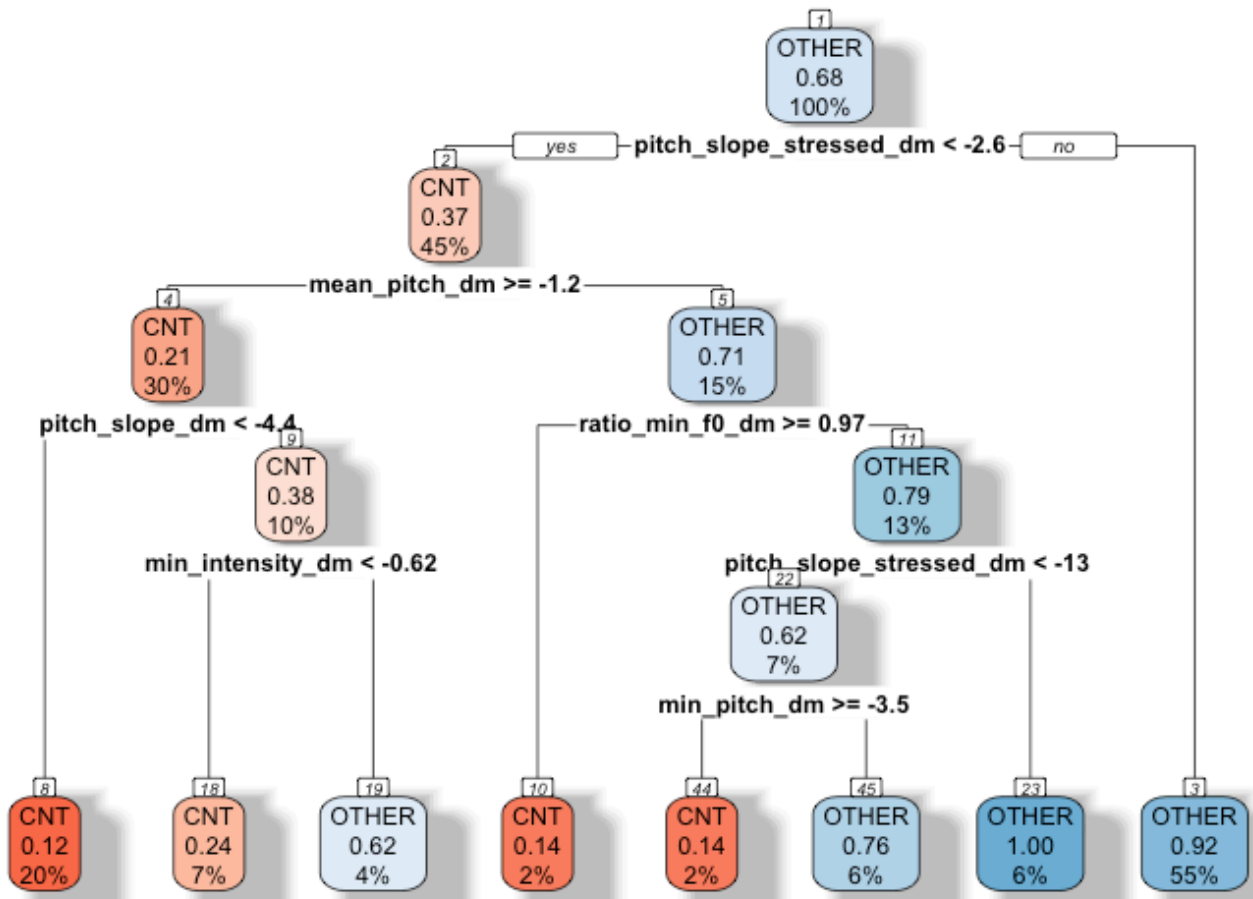 1
OTHER
0.68
100%
yes pitch_slope_stressed_dm < -2.6 no
2
CNT
0.37
45%
mean_pitch_dm >= -1.2
4
CNT
0.21
30%
5
OTHER
0.71
15%
pitch_slope_dm < -4.4
ratio_min_f0_dm >= 0.97
9
CNT
0.38
10%
11
OTHER
0.79
13%
min_intensity_dm < -0.62
pitch_slope_stressed_dm < -13
22
OTHER
0.62
7%
min_pitch_dm >= -3.5
8
CNT
0.12
20%
18
CNT
0.24
7%
19
OTHER
0.62
4%
10
CNT
0.14
2%
44
CNT
0.14
2%
45
OTHER
0.76
6%
23
OTHER
1.00
6%
3
OTHER
0.92
55%